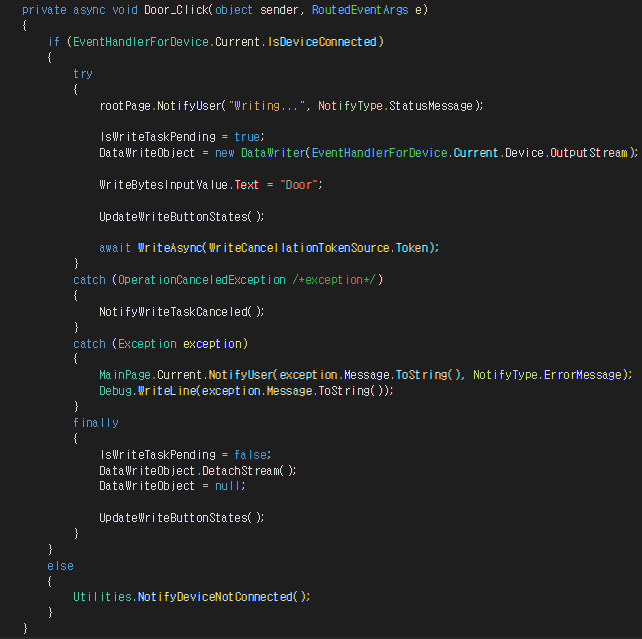 private async void Door_Click(object sender, RoutedEventArgs e)
{
    if (EventHandlerForDevice.Current.IsDeviceConnected)
    {
        try
        {
            rootPage.NotifyUser("Writing...", NotifyType.StatusMessage);

            IsWriteTaskPending = true;
            DataWriteObject = new DataWriter(EventHandlerForDevice.Current.Device.OutputStream);

            WriteBytesInputValue.Text = "Door";

            UpdateWriteButtonStates();

            await WriteAsync(WriteCancellationTokenSource.Token);
        }
        catch (OperationCanceledException /*exception*/)
        {
            NotifyWriteTaskCanceled();
        }
        catch (Exception exception)
        {
            MainPage.Current.NotifyUser(exception.Message.ToString(), NotifyType.ErrorMessage);
            Debug.WriteLine(exception.Message.ToString());
        }
        finally
        {
            IsWriteTaskPending = false;
            DataWriteObject.DetachStream();
            DataWriteObject = null;

            UpdateWriteButtonStates();
        }
    }
    else
    {
        Utilities.NotifyDeviceNotConnected();
    }
}